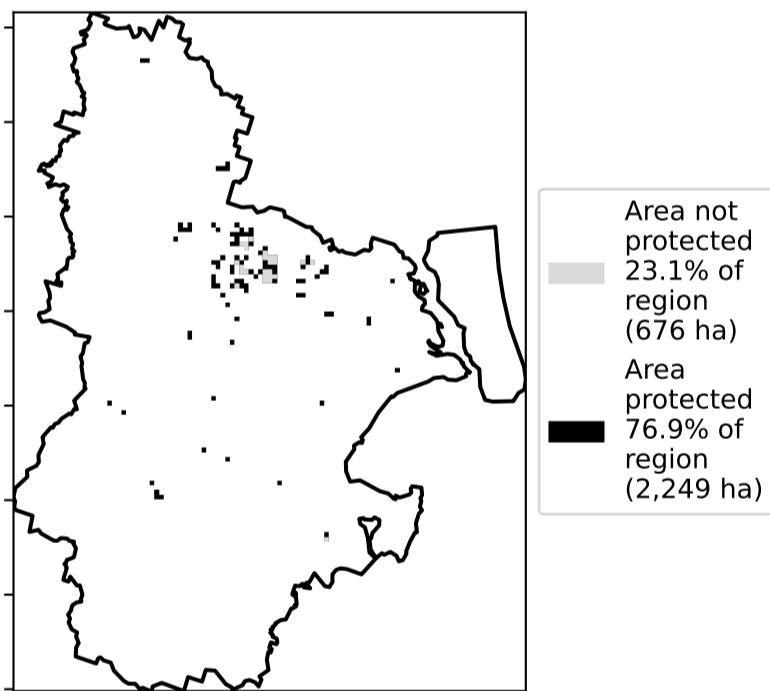 Area not
protected
23.1% of
region
(676 ha)
Area
protected
76.9% of
region
(2,249 ha)